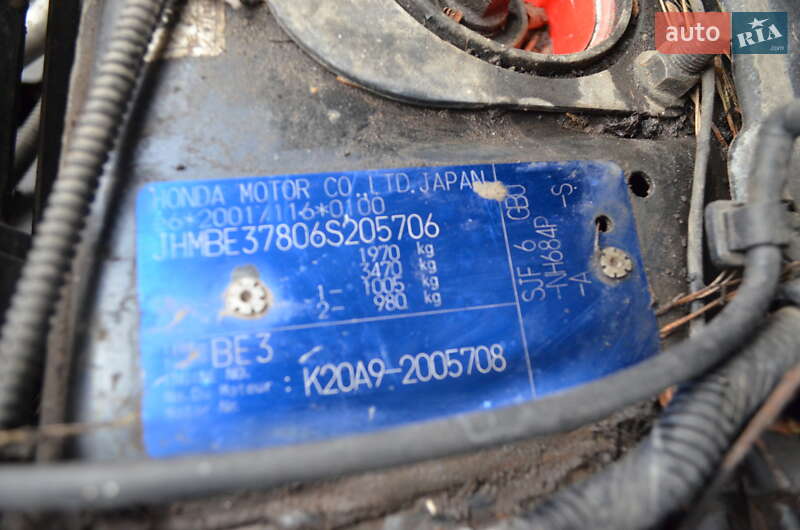 auto RIA .com
HONDA MOTOR CO.,LTD.JAPAN
e6*2001/116*0100
JHMBE37806S205706
1970 kg
3470 kg
1- 1005 kg
2- 980 kg
BE3
: K20A9-2005708
SJF 6 GBU
-NH684P
-A -S